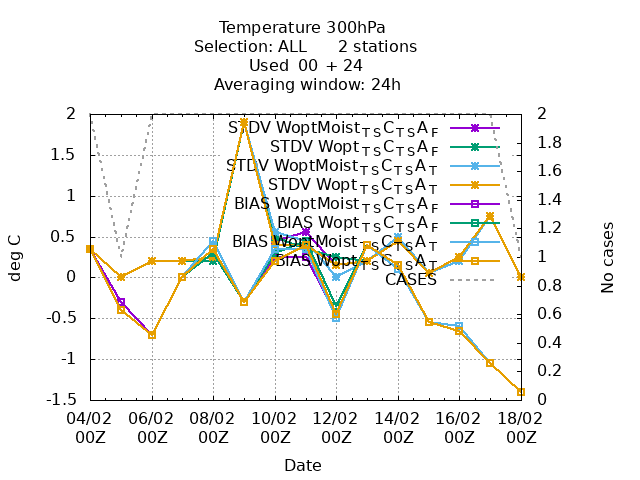 Temperature 300hPa
Selection: ALL      2 stations
Used  00 + 24
Averaging window: 24h
STDV WoptMoist_TS C_TS A_F
STDV Wopt_TS C_TS A_F
STDV WoptMoist_TS C_TS A_T
STDV Wopt_TS C_TS A_T
BIAS WoptMoist_TS C_TS A_F
BIAS Wopt_TS C_TS A_F
BIAS WoptMoist_TS C_TS A_T
BIAS Wopt_TS C_TS A_T
CASES
deg C
2
1.5
1
0.5
0
-0.5
-1
-1.5
No cases
2
1.8
1.6
1.4
1.2
1
0.8
0.6
0.4
0.2
0
04/02 06/02 08/02 10/02 12/02 14/02 16/02 18/02
00Z 00Z 00Z 00Z 00Z 00Z 00Z 00Z
Date